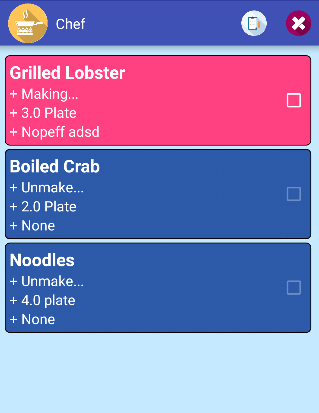 Chef
Grilled Lobster
+ Making...
+ 3.0 Plate
+ Nopeff adsd
Boiled Crab
+ Unmake...
+ 2.0 Plate
+ None
Noodles
+ Unmake...
+ 4.0 plate
+ None